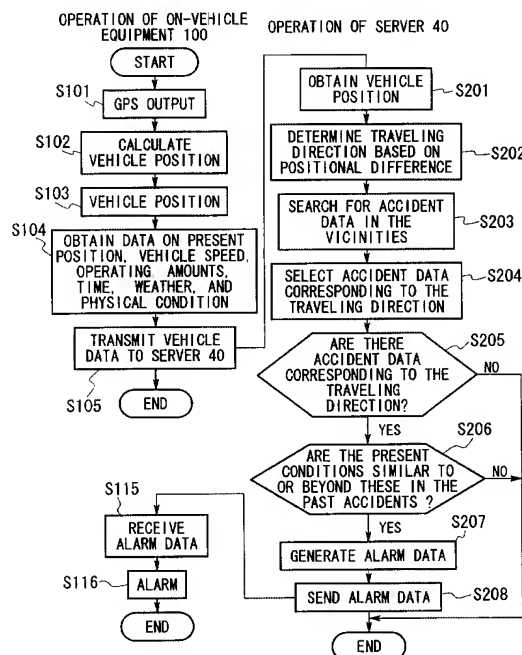 OPERATION OF ON-VEHICLE
EQUIPMENT 100
START
S101
GPS OUTPUT
S102
CALCULATE
VEHICLE POSITION
S103
VEHICLE POSITION
S104
OBTAIN DATA ON PRESENT
POSITION, VEHICLE SPEED,
OPERATING AMOUNTS,
TIME, WEATHER, AND
PHYSICAL CONDITION
TRANSMIT VEHICLE
DATA TO SERVER 40
S105
END
OPERATION OF SERVER 40
OBTAIN VEHICLE
POSITION
S201
DETERMINE TRAVELING
DIRECTION BASED ON
POSITIONAL DIFFERENCE
S202
SEARCH FOR ACCIDENT
DATA IN THE
VICINITIES
S203
SELECT ACCIDENT DATA
CORRESPONDING TO THE
TRAVELING DIRECTION
S204
ARE THERE
ACCIDENT DATA
CORRESPONDING TO THE
TRAVELING
DIRECTION?
S205
NO
YES
S206
ARE THE PRESENT
CONDITIONS SIMILAR TO
OR BEYOND THESE IN THE
PAST ACCIDENTS ?
NO
YES
S207
GENERATE ALARM DATA
SEND ALARM DATA
S208
END
S115
RECEIVE
ALARM DATA
S116
ALARM
END